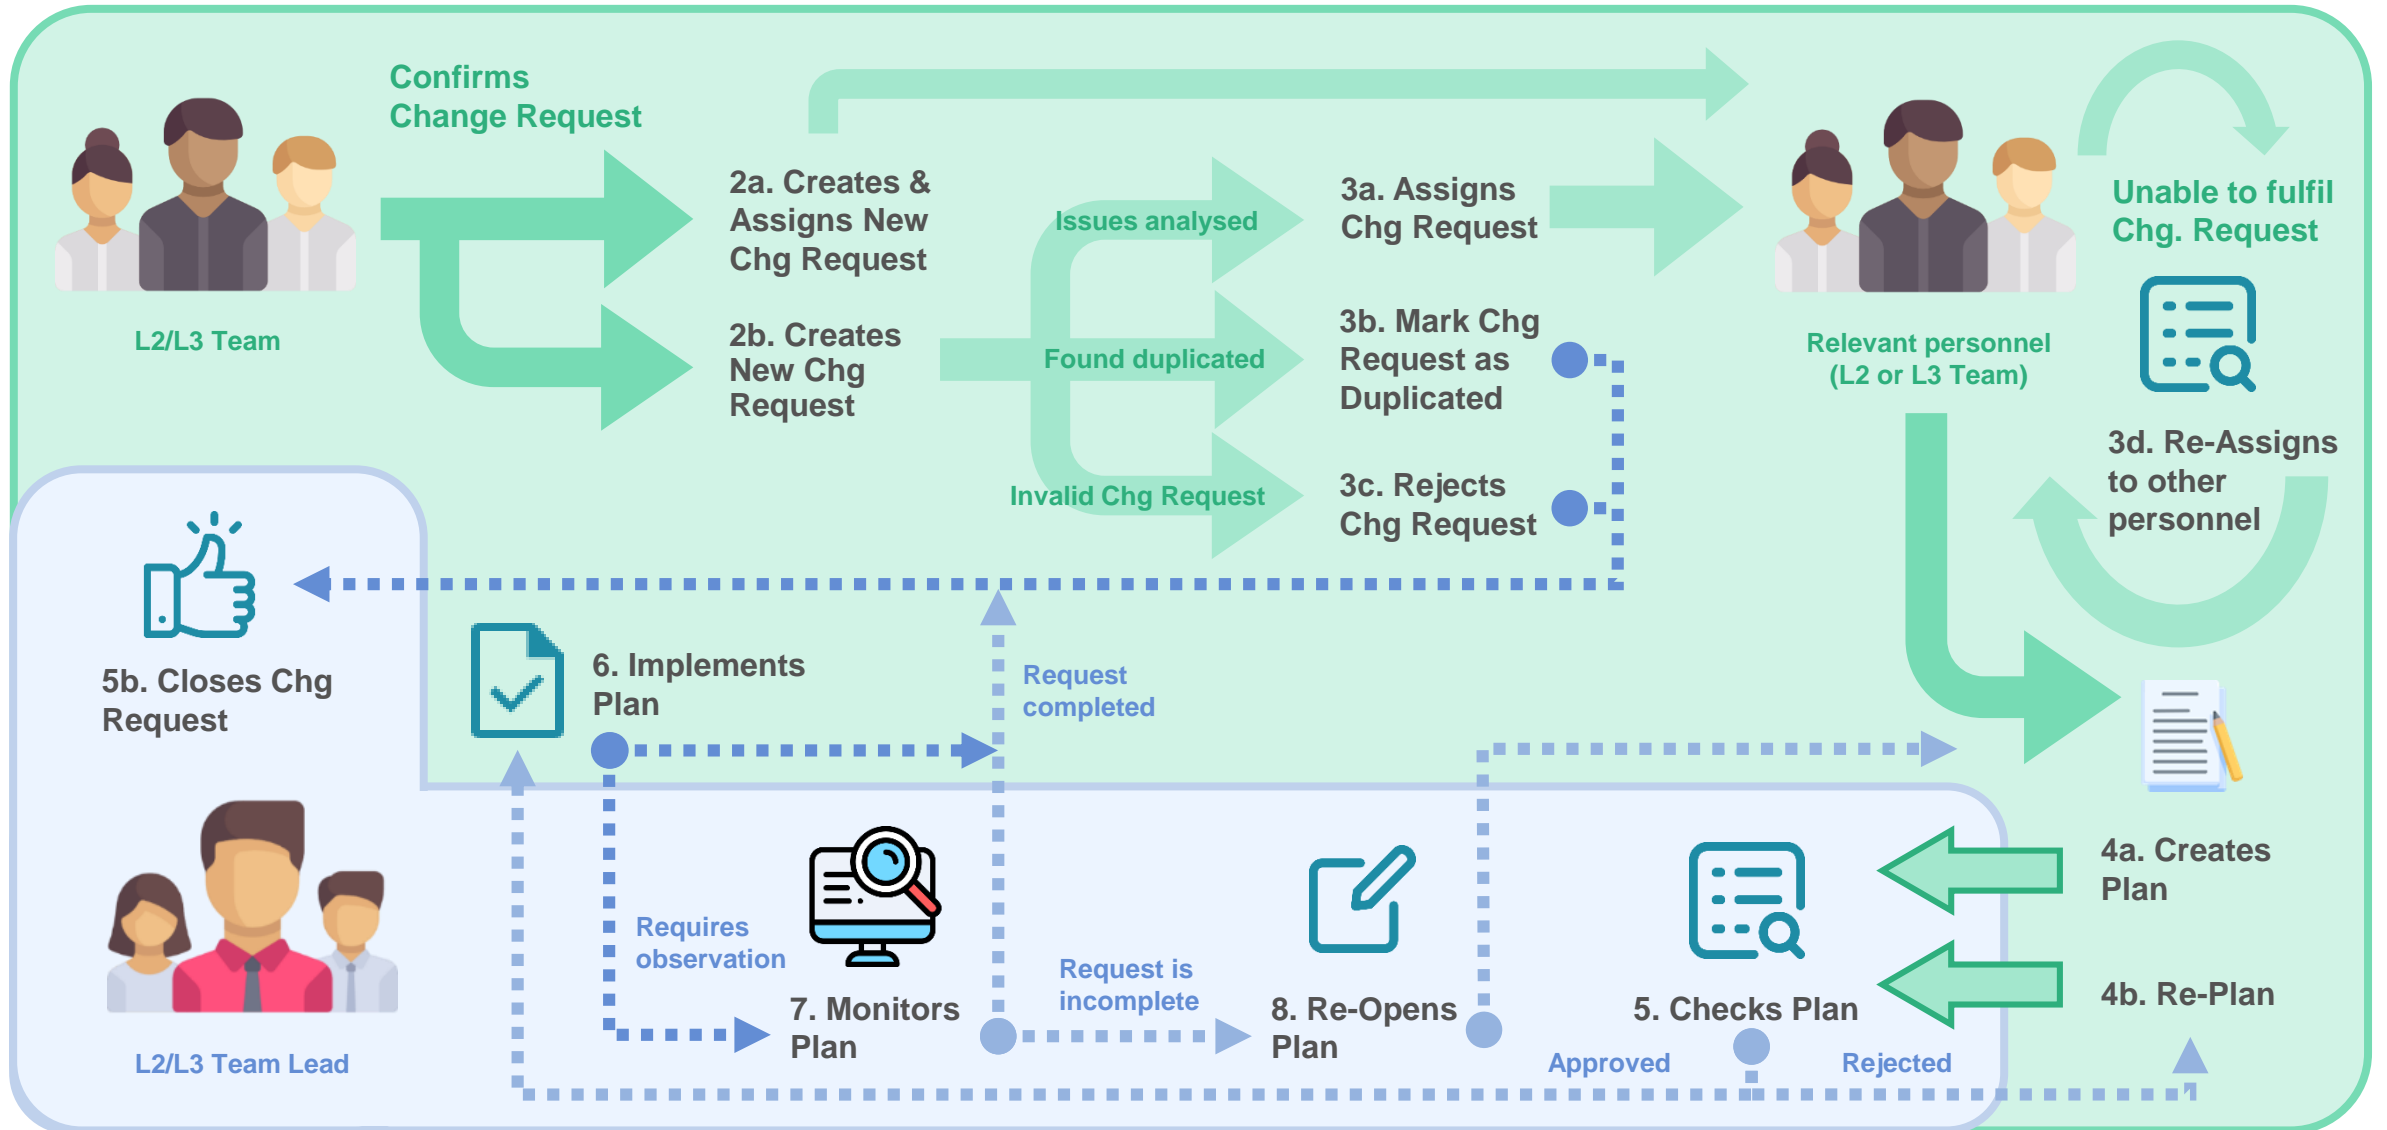 Confirms
Change Request
L2/L3 Team
2a. Creates &
Assigns New
Chg Request
2b. Creates
New Chg
Request
Issues analysed
Found duplicated
Invalid Chg Request
3a. Assigns
Chg Request
3b. Mark Chg
Request as
Duplicated
3c. Rejects
Chg Request
Relevant personnel
(L2 or L3 Team)
Unable to fulfil
Chg. Request
3d. Re-Assigns
to other
personnel
5b. Closes Chg
Request
6. Implements
Plan
Request
completed
L2/L3 Team Lead
Requires
observation
7. Monitors
Plan
Request is
incomplete
8. Re-Opens
Plan
5. Checks Plan
Approved
Rejected
4a. Creates
Plan
4b. Re-Plan